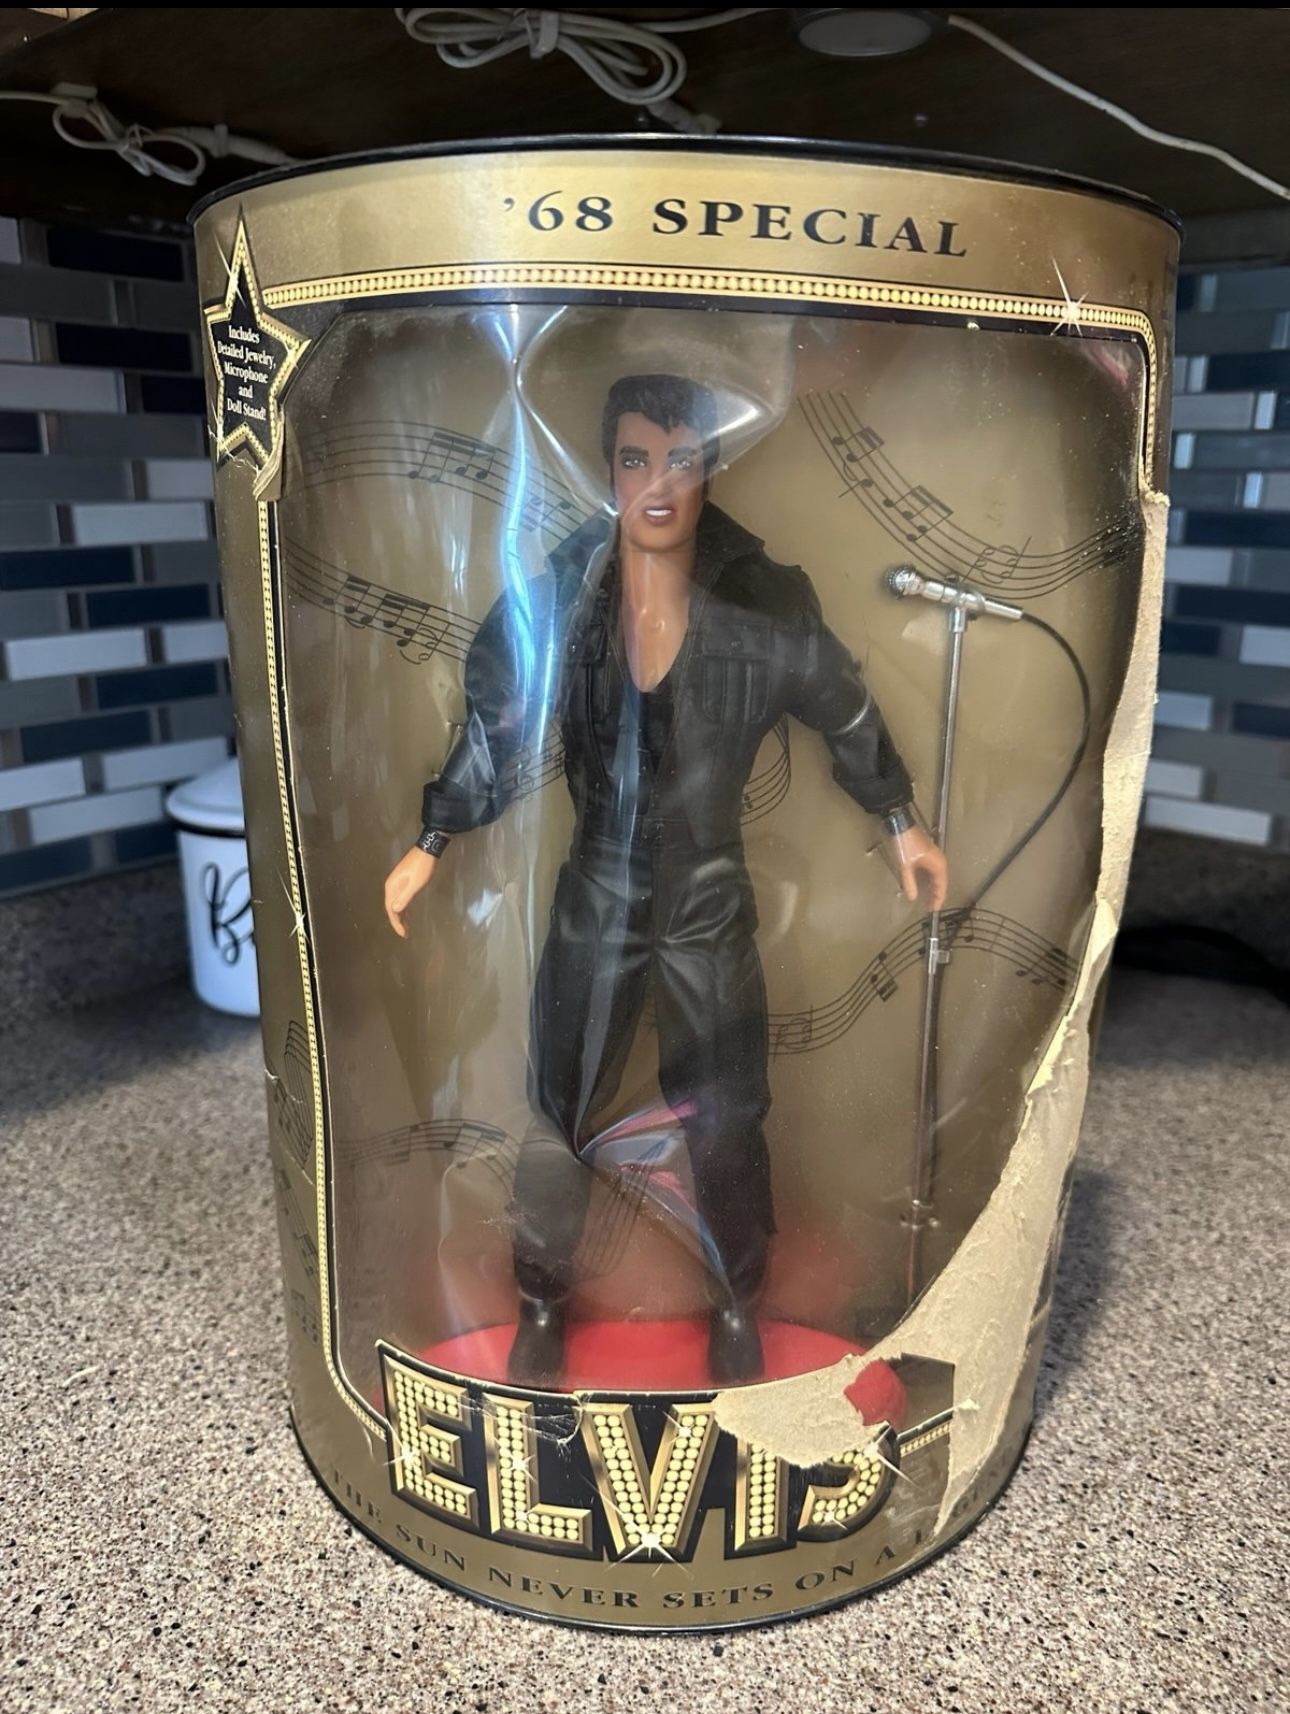 '68 SPECIAL
Includes
Detailed Jewelry,
Microphone
and
Doll Stand!
ELVIS
THE SUN NEVER SETS ON A